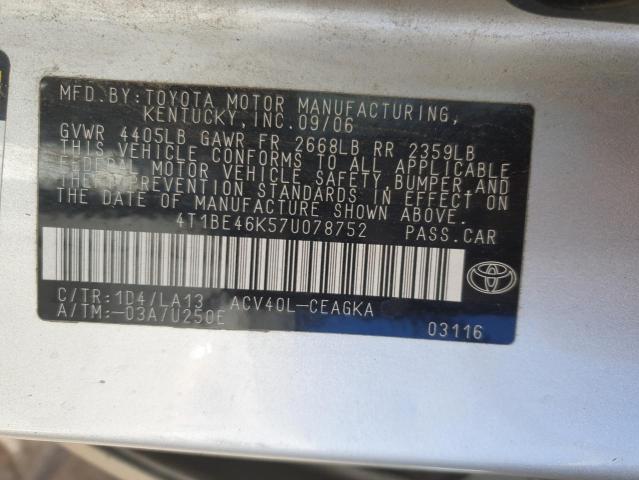 MFD.BY:TOYOTA MOTOR MANUFACTURING,
KENTUCKY,INC.09/06
GVWR 4405LB GAWR FR 2668LB RR 2359LB
THIS VEHICLE CONFORMS TO ALL APPLICABLE
FEDERAL MOTOR VEHICLE SAFETY,BUMPER,AND
THEFT PREVENTION STANDARDS IN EFFECT ON
THE DATE OF MANUFACTURE SHOWN ABOVE.
4T1BE46K57U078752 PASS.CAR
C/TR:1D4/LA13 ACV40L-CEAGKA
A/TM:-03A/U250E
03116